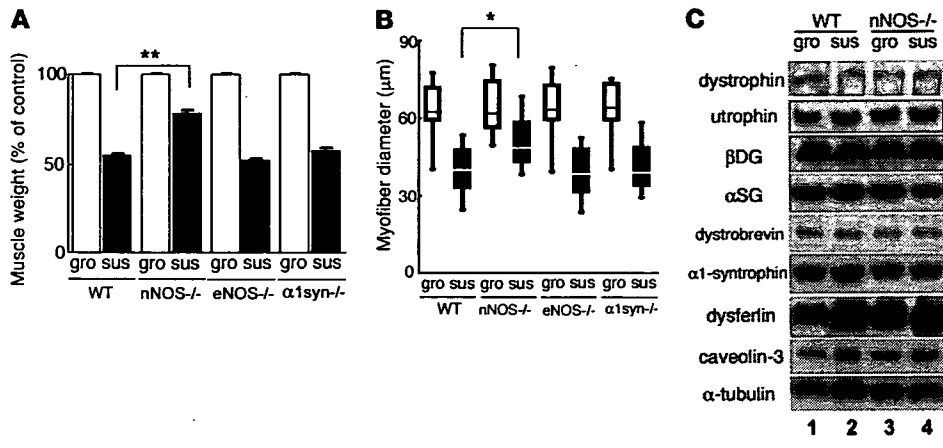 A
**
Muscle weight (% of control)
100
50
0
gro sus gro sus gro sus gro sus
WT nNOS-/- eNOS-/- α1syn-/-
B
*
Myofiber diameter (µm)
90
60
30
0
gro sus gro sus gro sus gro sus
WT nNOS-/- eNOS-/- α1syn-/-
C
WT nNOS-/-
gro sus gro sus
dystrophin
utrophin
βDG
αSG
dystrobrevin
α1-syntrophin
dysferlin
caveolin-3
α-tubulin
1 2 3 4